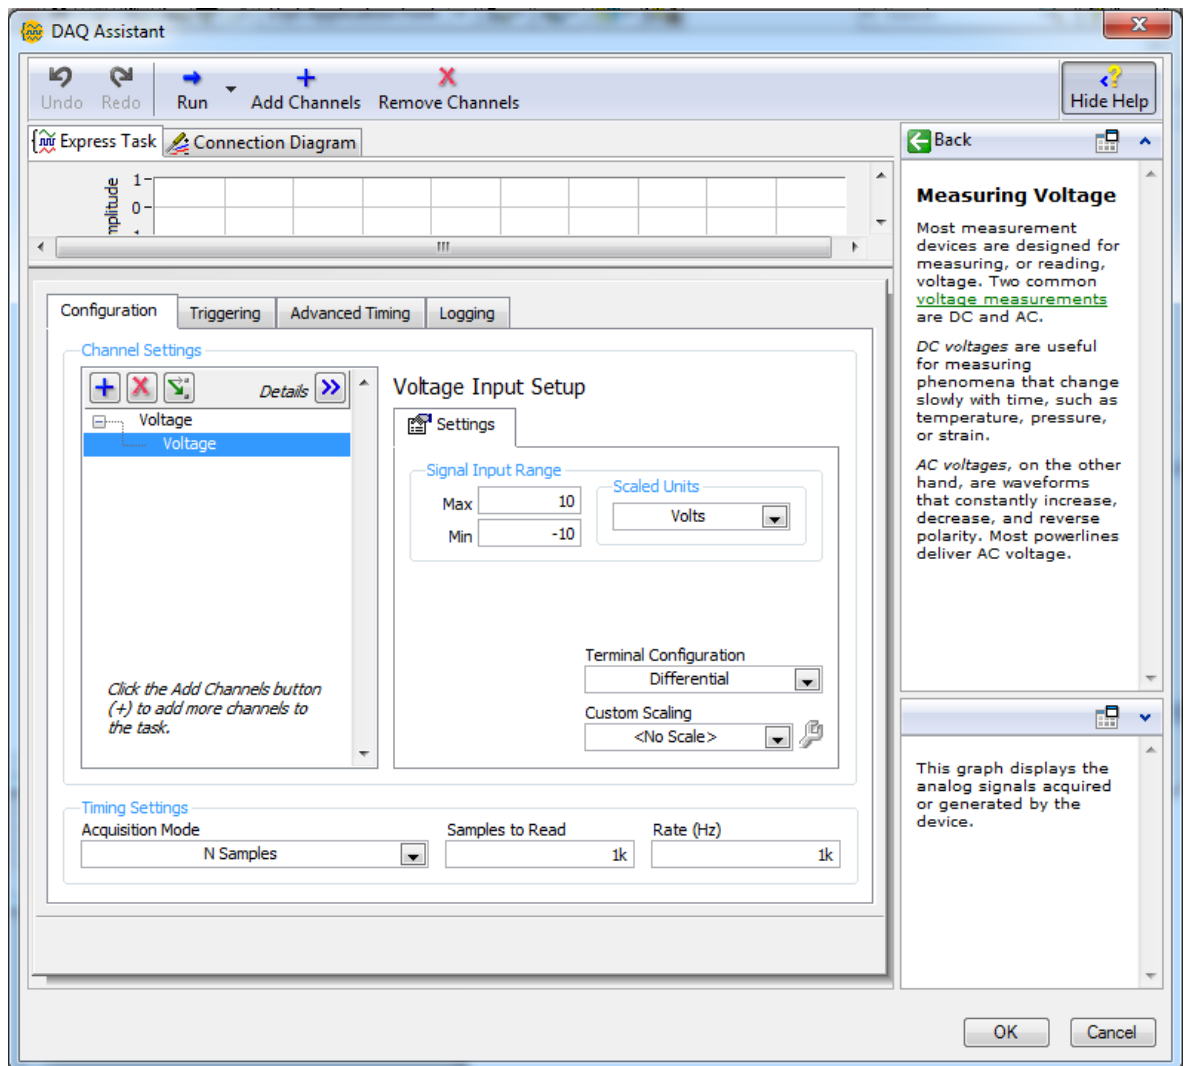 DAQ Assistant
Undo Redo Run Add Channels Remove Channels Hide Help
Express Task Connection Diagram
Back
1
0
Measuring Voltage
Most measurement
devices are designed for
measuring, or reading,
voltage. Two common
voltage measurements
are DC and AC.
DC voltages are useful
for measuring
phenomena that change
slowly with time, such as
temperature, pressure,
or strain.
AC voltages, on the other
hand, are waveforms
that constantly increase,
decrease, and reverse
polarity. Most powerlines
deliver AC voltage.
Configuration Triggering Advanced Timing Logging
Channel Settings
Details
Voltage
Voltage
Click the Add Channels button
(+) to add more channels to
the task.
Voltage Input Setup
Settings
Signal Input Range
Max 10
Min -10
Scaled Units
Volts
Terminal Configuration
Differential
Custom Scaling
<No Scale>
Timing Settings
Acquisition Mode Samples to Read Rate (Hz)
N Samples 1k 1k
This graph displays the
analog signals acquired
or generated by the
device.
OK Cancel